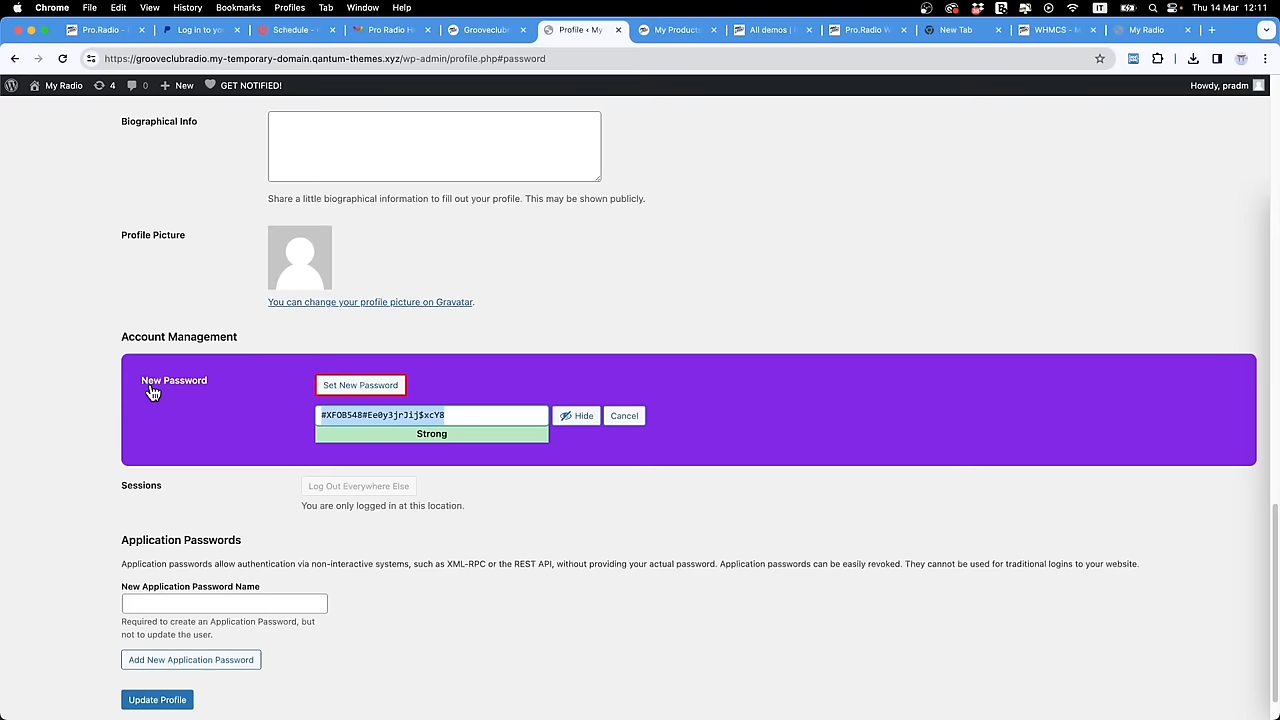 Chrome File Edit View History Bookmarks Profiles Tab Window Help
IT Thu 14 Mar 12:11
Pro.Radio - Log in to yo Schedule - Pro Radio H Grooveclub Profile ‹ My My Product All demos | Pro.Radio W New Tab WHMCS - My Radio
https://grooveclubradio.my-temporary-domain.qantum-themes.xyz/wp-admin/profile.php#password
My Radio 4 0 New GET NOTIFIED! Howdy, pradm
Biographical Info
Share a little biographical information to fill out your profile. This may be shown publicly.
Profile Picture
You can change your profile picture on Gravatar.
Account Management
New Password Set New Password
#XFOB548#Ee0y3jrJij$xcY8 Hide Cancel
Strong
Sessions Log Out Everywhere Else
You are only logged in at this location.
Application Passwords
Application passwords allow authentication via non-interactive systems, such as XML-RPC or the REST API, without providing your actual password. Application passwords can be easily revoked. They cannot be used for traditional logins to your website.
New Application Password Name
Required to create an Application Password, but
not to update the user.
Add New Application Password
Update Profile